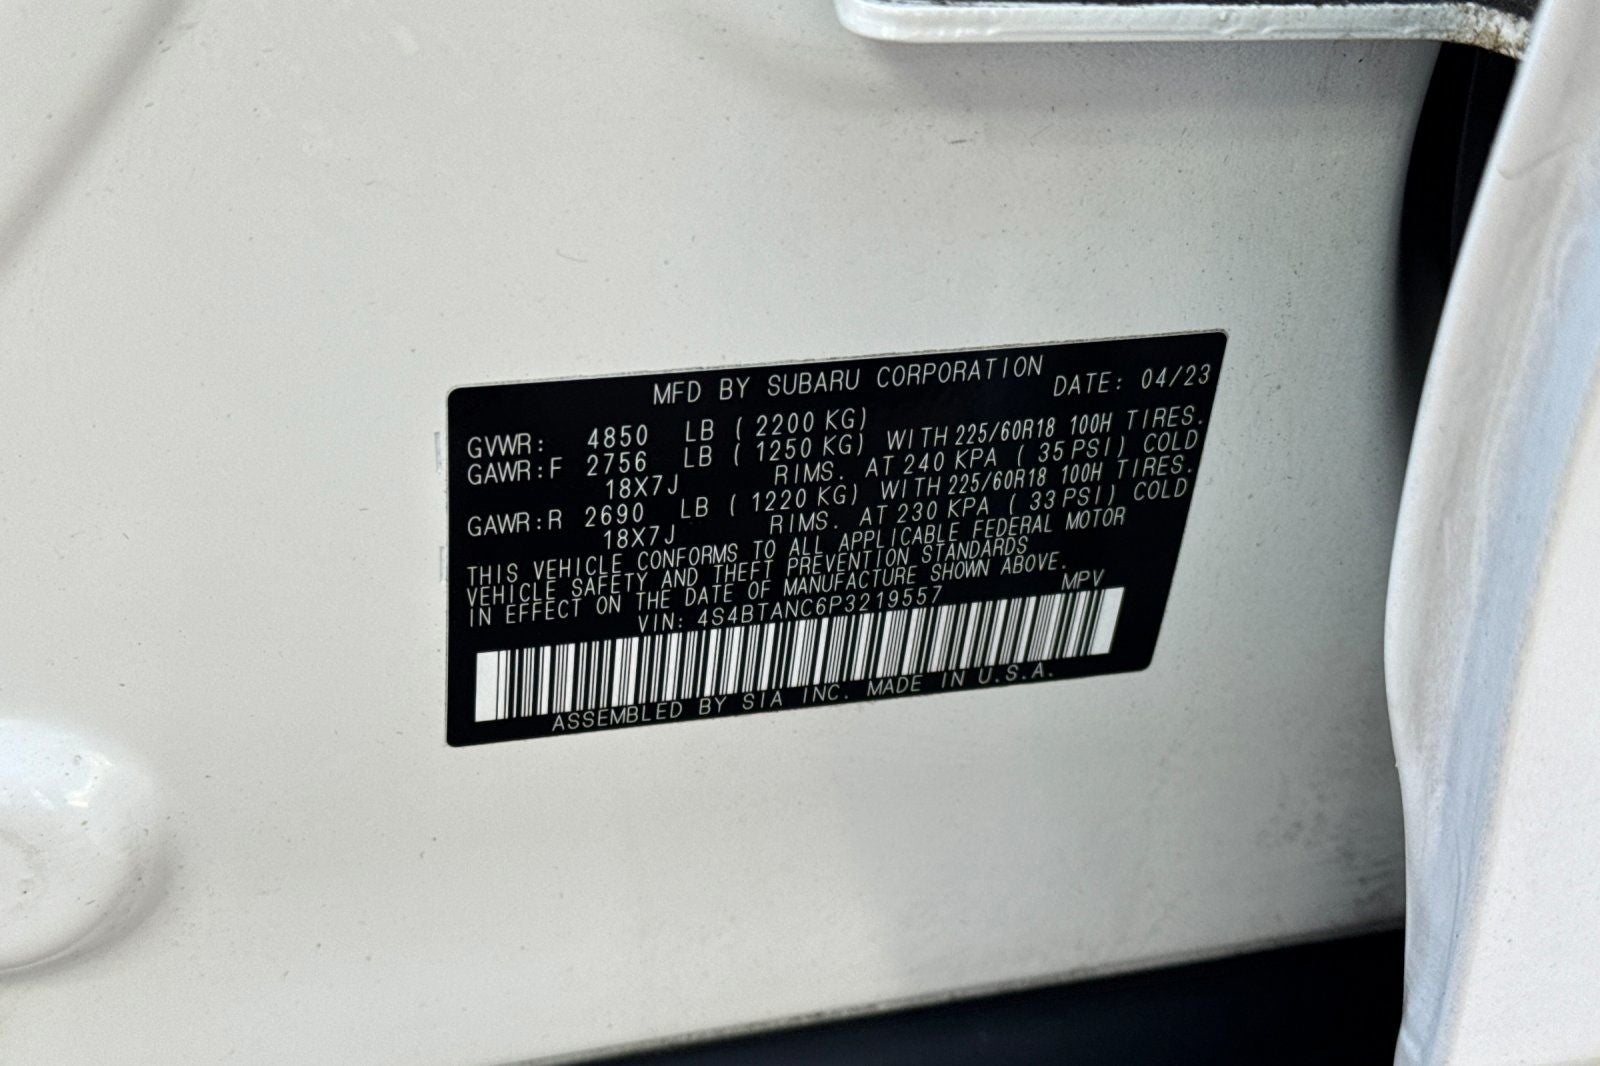 MFD BY SUBARU CORPORATION
DATE: 04/23
GVWR: 4850 LB ( 2200 KG)
GAWR:F 2756 LB ( 1250 KG) WITH 225/60R18 100H TIRES.
18X7J RIMS. AT 240 KPA ( 35 PSI) COLD
GAWR:R 2690 LB ( 1220 KG) WITH 225/60R18 100H TIRES.
18X7J RIMS. AT 230 KPA ( 33 PSI) COLD
THIS VEHICLE CONFORMS TO ALL APPLICABLE FEDERAL MOTOR
VEHICLE SAFETY AND THEFT PREVENTION STANDARDS
IN EFFECT ON THE DATE OF MANUFACTURE SHOWN ABOVE.
VIN: 4S4BTANC6P3219557 MPV
ASSEMBLED BY SIA INC. MADE IN U.S.A.